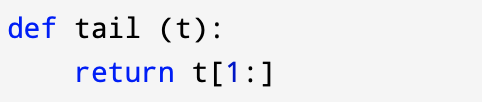 def tail (t):
    return t[1:]